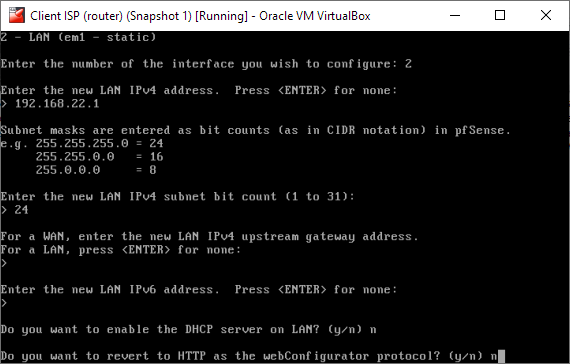 Client ISP (router) (Snapshot 1) [Running] - Oracle VM VirtualBox
2 - LAN (em1 - static)
Enter the number of the interface you wish to configure: 2
Enter the new LAN IPv4 address.  Press <ENTER> for none:
> 192.168.22.1
Subnet masks are entered as bit counts (as in CIDR notation) in pfSense.
e.g. 255.255.255.0 = 24
     255.255.0.0   = 16
     255.0.0.0     = 8
Enter the new LAN IPv4 subnet bit count (1 to 31):
> 24
For a WAN, enter the new LAN IPv4 upstream gateway address.
For a LAN, press <ENTER> for none:
>
Enter the new LAN IPv6 address.  Press <ENTER> for none:
>
Do you want to enable the DHCP server on LAN? (y/n) n
Do you want to revert to HTTP as the webConfigurator protocol? (y/n) n